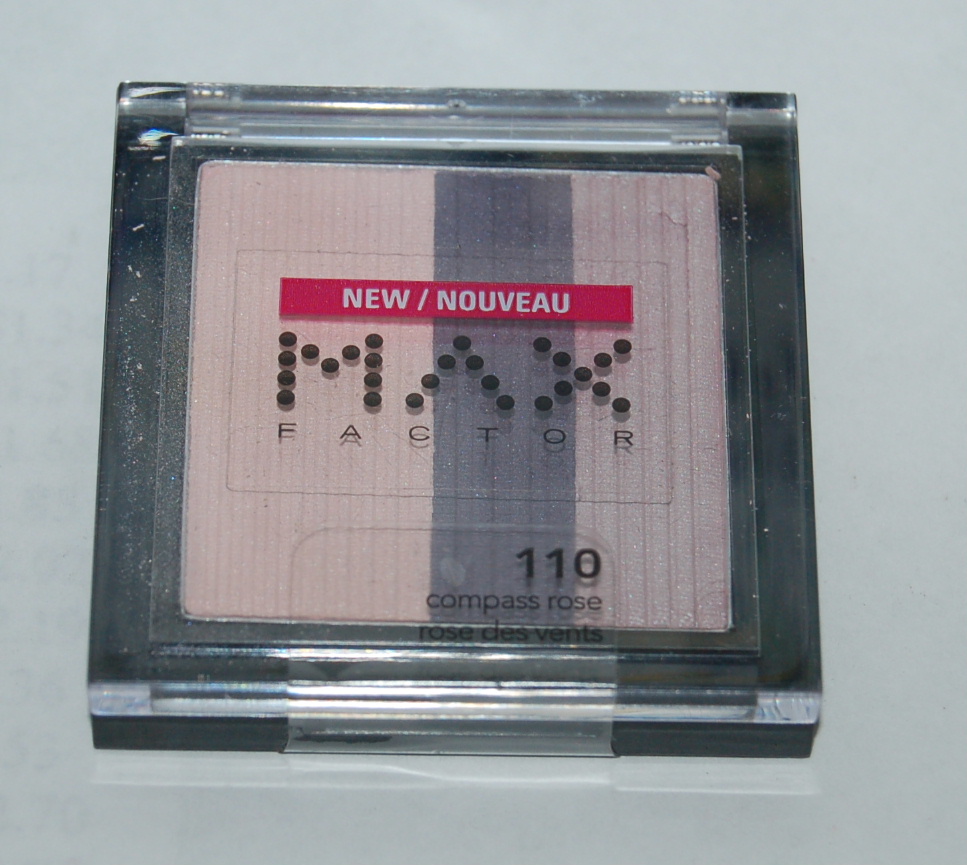 NEW / NOUVEAU
MAX
FACTOR
110
compass rose
rose des vents